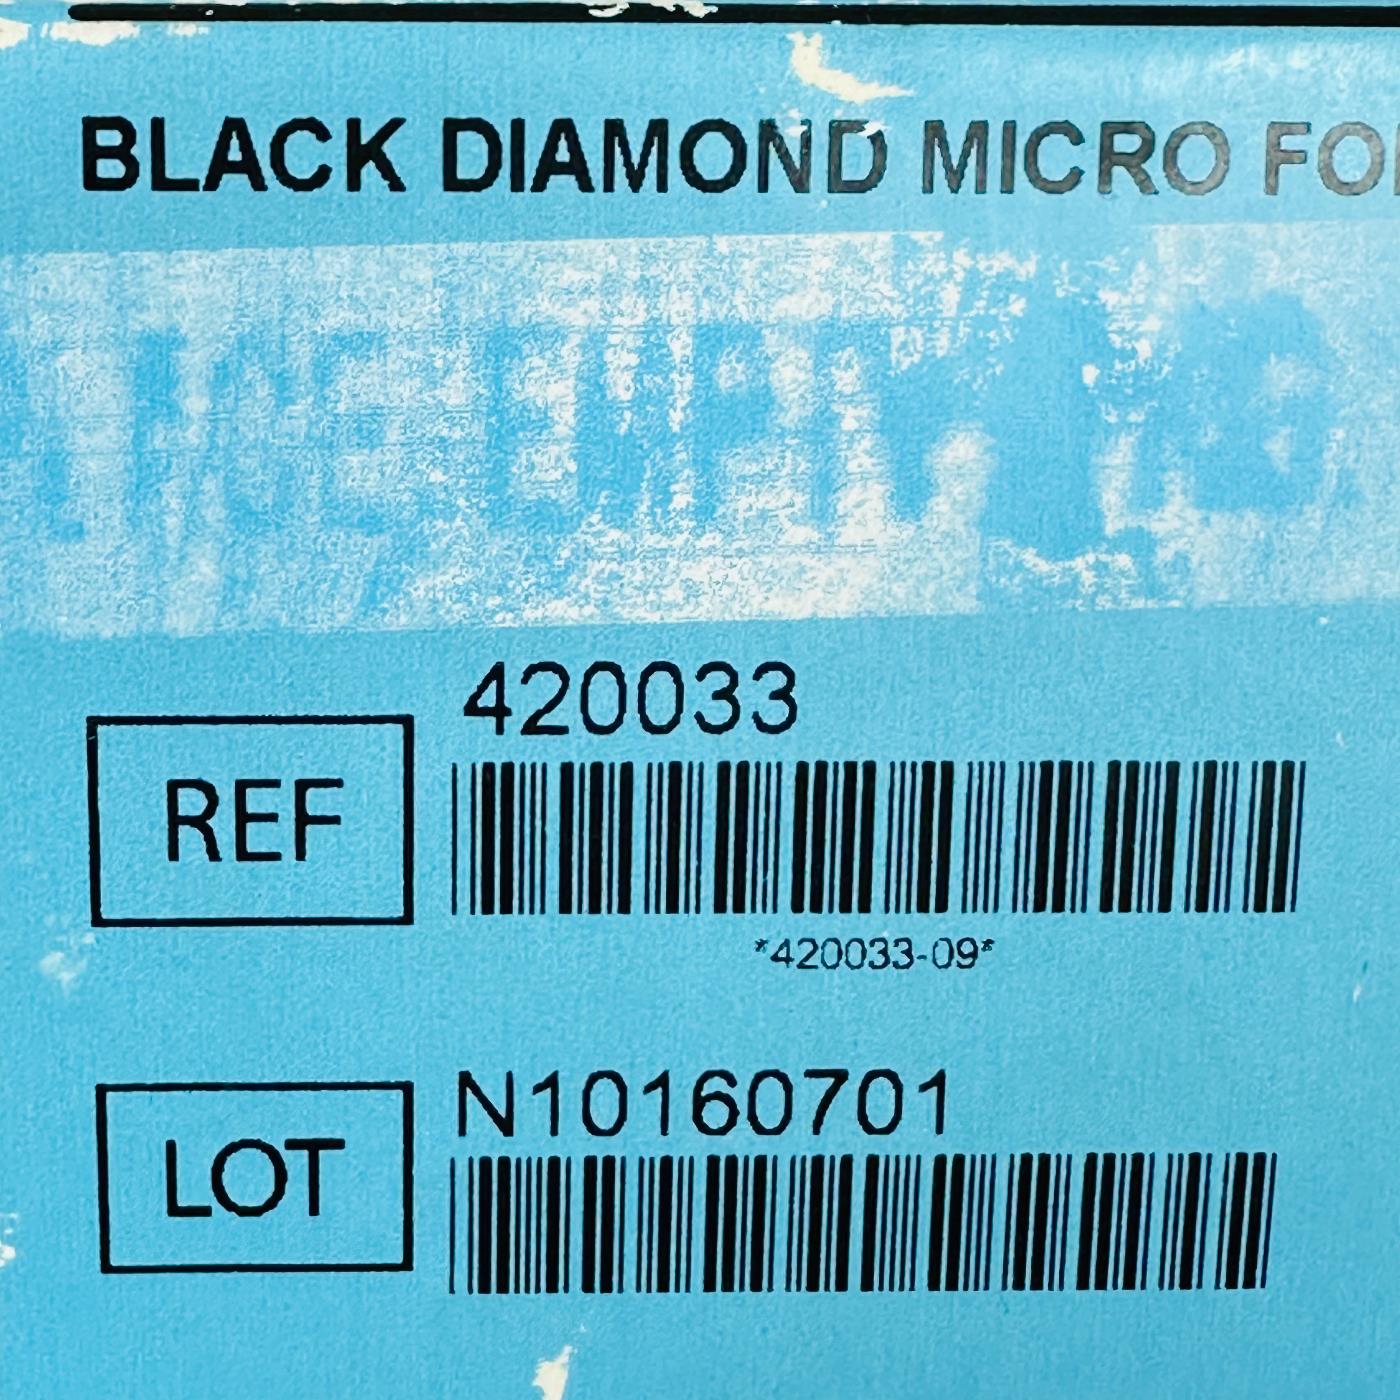 BLACK DIAMOND MICRO FO
420033
REF
*420033-09*
N10160701
LOT